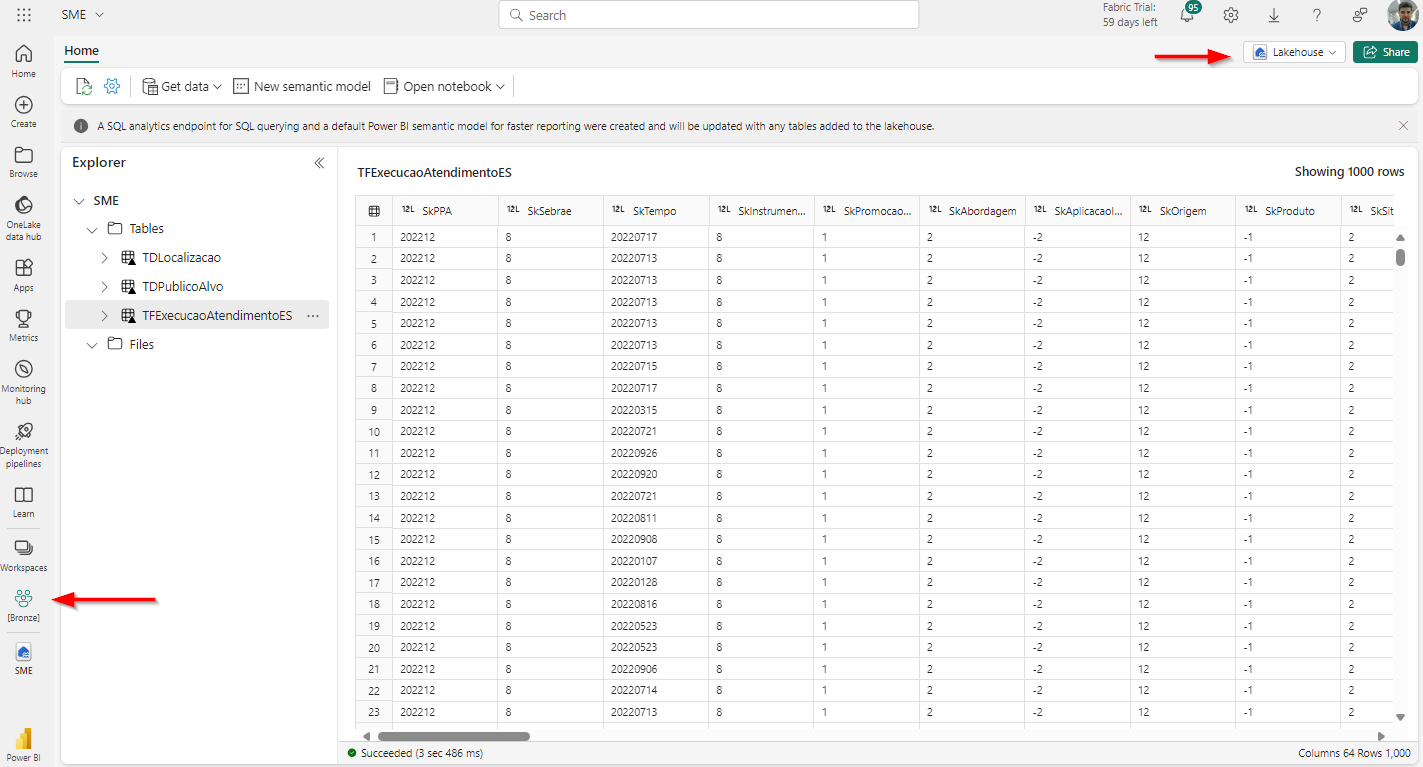 SME
Search
Fabric Trial:
59 days left
95
Home
Lakehouse
Share
Get data
New semantic model
Open notebook
A SQL analytics endpoint for SQL querying and a default Power BI semantic model for faster reporting were created and will be updated with any tables added to the lakehouse.
Home
Create
Browse
OneLake
data hub
Apps
Metrics
Monitoring
hub
Deployment
pipelines
Learn
Workspaces
[Bronze]
SME
Power BI
Explorer
SME
Tables
TDLocalizacao
TDPublicoAlvo
TFExecucaoAtendimentoES
Files
TFExecucaoAtendimentoES
Showing 1000 rows
SkPPA SkSebrae SkTempo SkInstrumen... SkPromocao... SkAbordagem SkAplicacaoI... SkOrigem SkProduto SkSit
1 202212 8 20220717 8 1 2 -2 12 -1 2
2 202212 8 20220713 8 1 2 -2 12 -1 2
3 202212 8 20220713 8 1 2 -2 12 -1 2
4 202212 8 20220713 8 1 2 -2 12 -1 2
5 202212 8 20220713 8 1 2 -2 12 -1 2
6 202212 8 20220713 8 1 2 -2 12 -1 2
7 202212 8 20220715 8 1 2 -2 12 -1 2
8 202212 8 20220717 8 1 2 -2 12 -1 2
9 202212 8 20220315 8 1 2 -2 12 -1 2
10 202212 8 20220721 8 1 2 -2 12 -1 2
11 202212 8 20220926 8 1 2 -2 12 -1 2
12 202212 8 20220920 8 1 2 -2 12 -1 2
13 202212 8 20220721 8 1 2 -2 12 -1 2
14 202212 8 20220811 8 1 2 -2 12 -1 2
15 202212 8 20220908 8 1 2 -2 12 -1 2
16 202212 8 20220107 8 1 2 -2 12 -1 2
17 202212 8 20220128 8 1 2 -2 12 -1 2
18 202212 8 20220816 8 1 2 -2 12 -1 2
19 202212 8 20220523 8 1 2 -2 12 -1 2
20 202212 8 20220523 8 1 2 -2 12 -1 2
21 202212 8 20220906 8 1 2 -2 12 -1 2
22 202212 8 20220714 8 1 2 -2 12 -1 2
23 202212 8 20220713 8 1 2 -2 12 -1 2
Succeeded (3 sec 486 ms)
Columns 64 Rows 1,000